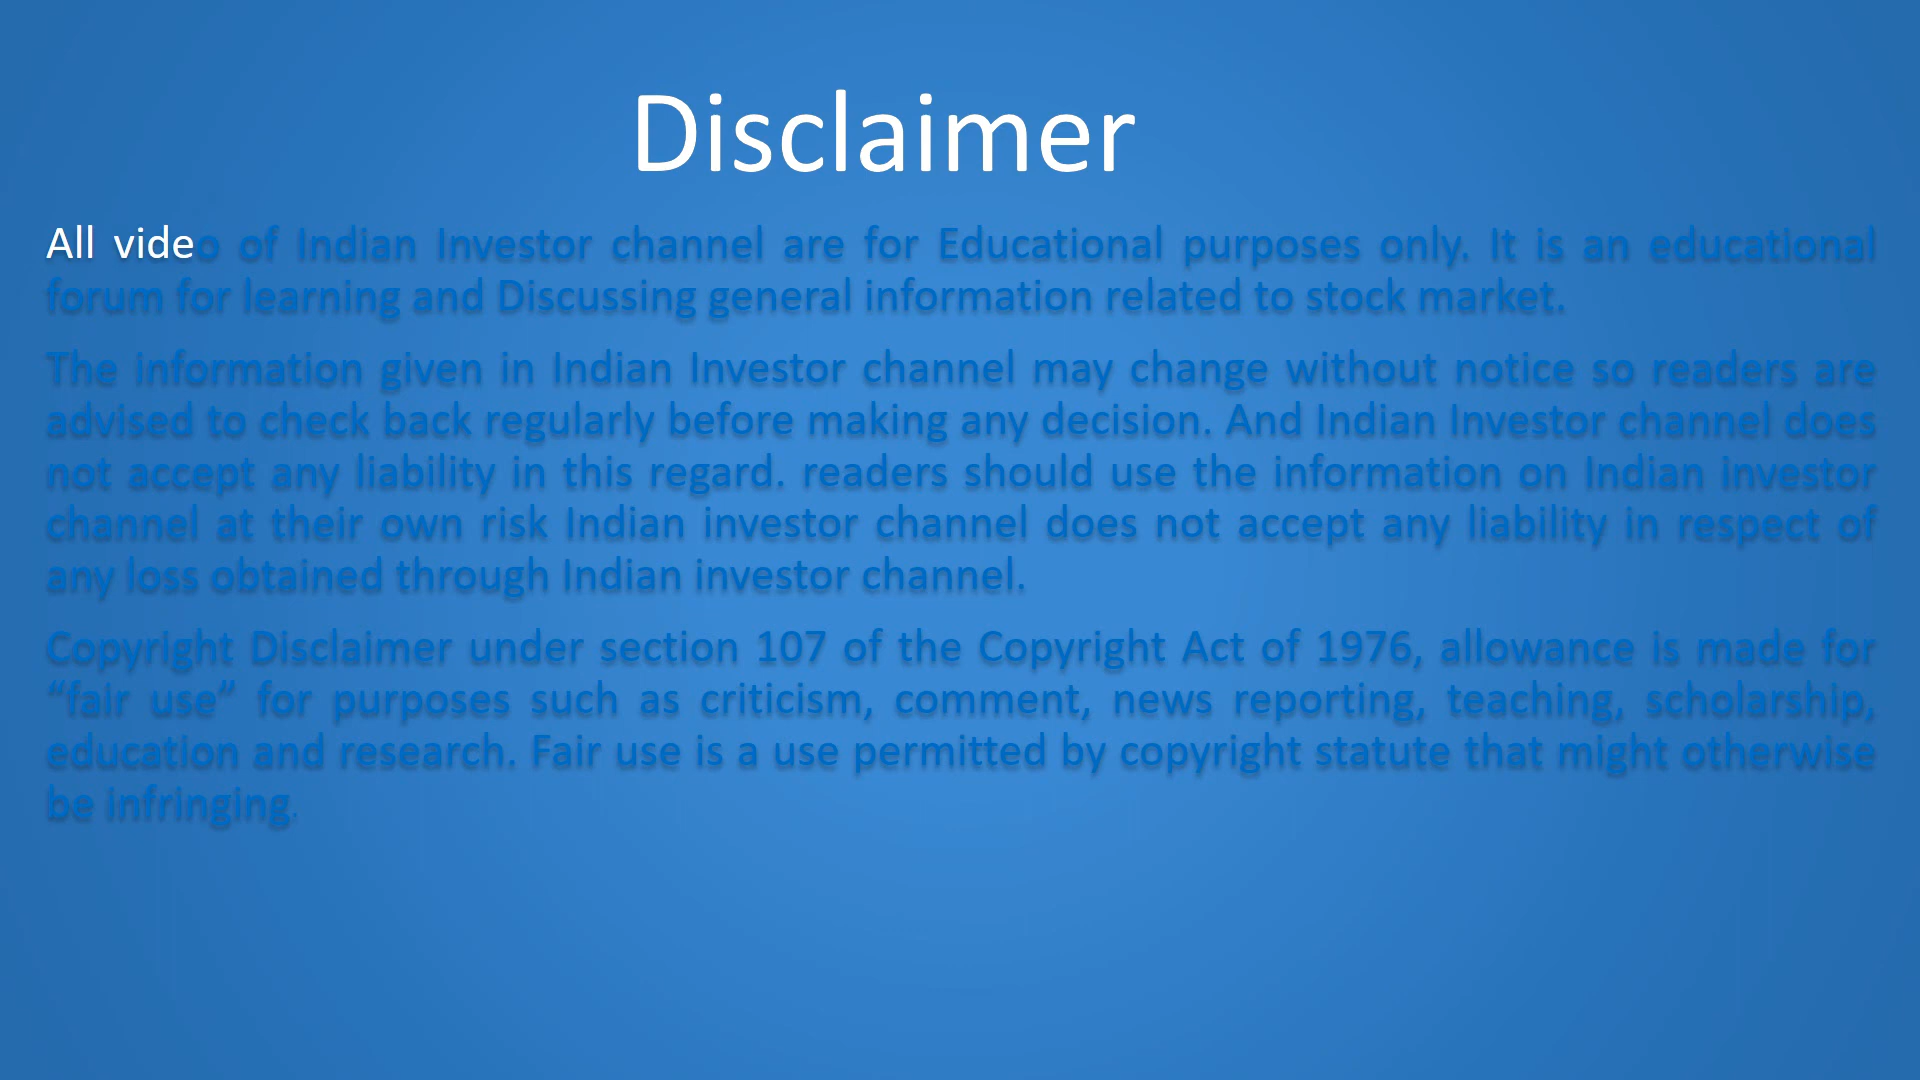 Disclaimer
All video of Indian Investor channel are for Educational purposes only. It is an educational
forum for learning and Discussing general information related to stock market.
The information given in Indian Investor channel may change without notice so readers are
advised to check back regularly before making any decision. And Indian Investor channel does
not accept any liability in this regard. readers should use the information on Indian investor
channel at their own risk Indian investor channel does not accept any liability in respect of
any loss obtained through Indian investor channel.
Copyright Disclaimer under section 107 of the Copyright Act of 1976, allowance is made for
“fair use” for purposes such as criticism, comment, news reporting, teaching, scholarship,
education and research. Fair use is a use permitted by copyright statute that might otherwise
be infringing.